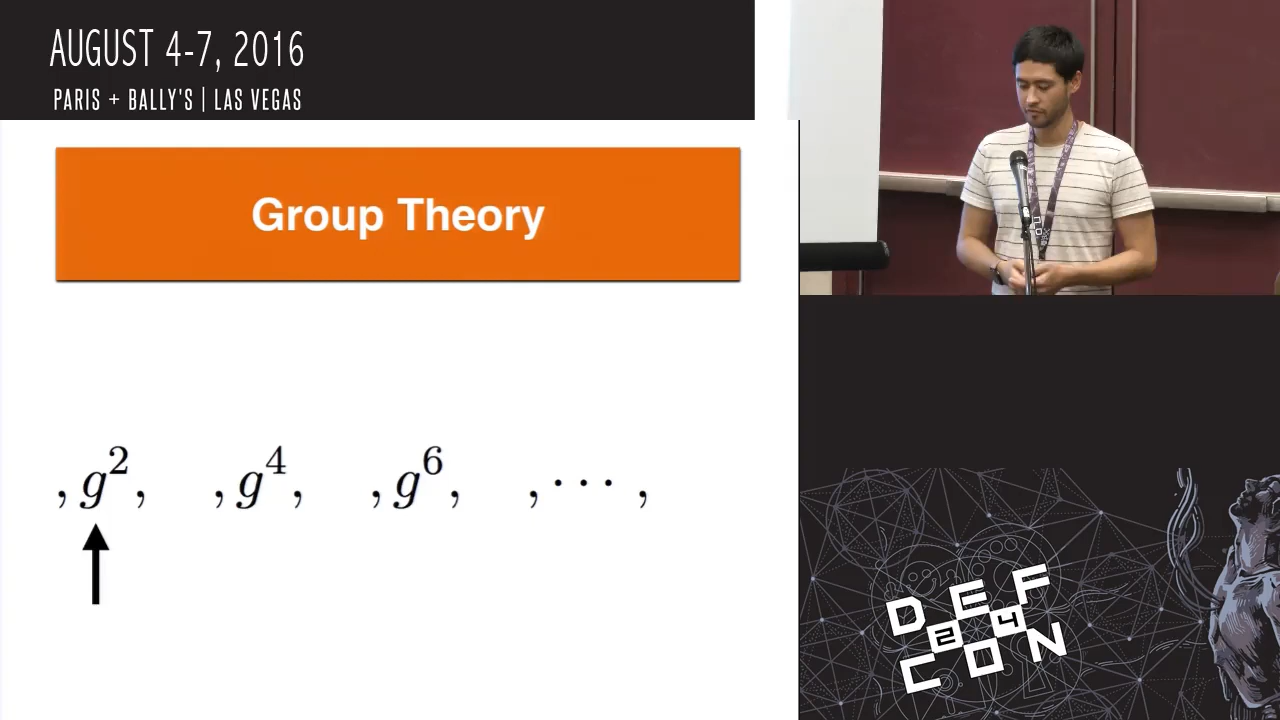 AUGUST 4-7, 2016
PARIS + BALLY'S | LAS VEGAS
Group Theory
, g², , g⁴, , g⁶, , ⋯ ,
DEF
24
CON